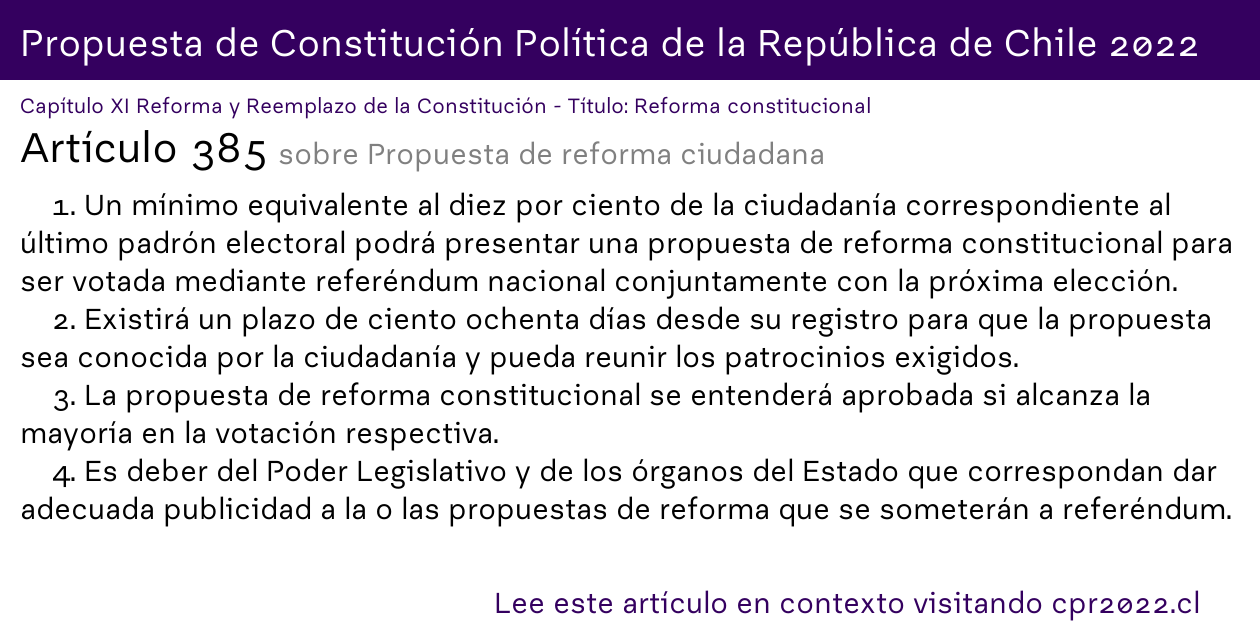 Propuesta de Constitución Política de la República de Chile 2022
Capítulo XI Reforma y Reemplazo de la Constitución - Título: Reforma constitucional
Artículo 385 sobre Propuesta de reforma ciudadana
1. Un mínimo equivalente al diez por ciento de la ciudadanía correspondiente al
último padrón electoral podrá presentar una propuesta de reforma constitucional para
ser votada mediante referéndum nacional conjuntamente con la próxima elección.
2. Existirá un plazo de ciento ochenta días desde su registro para que la propuesta
sea conocida por la ciudadanía y pueda reunir los patrocinios exigidos.
3. La propuesta de reforma constitucional se entenderá aprobada si alcanza la
mayoría en la votación respectiva.
4. Es deber del Poder Legislativo y de los órganos del Estado que correspondan dar
adecuada publicidad a la o las propuestas de reforma que se someterán a referéndum.
Lee este artículo en contexto visitando cpr2022.cl